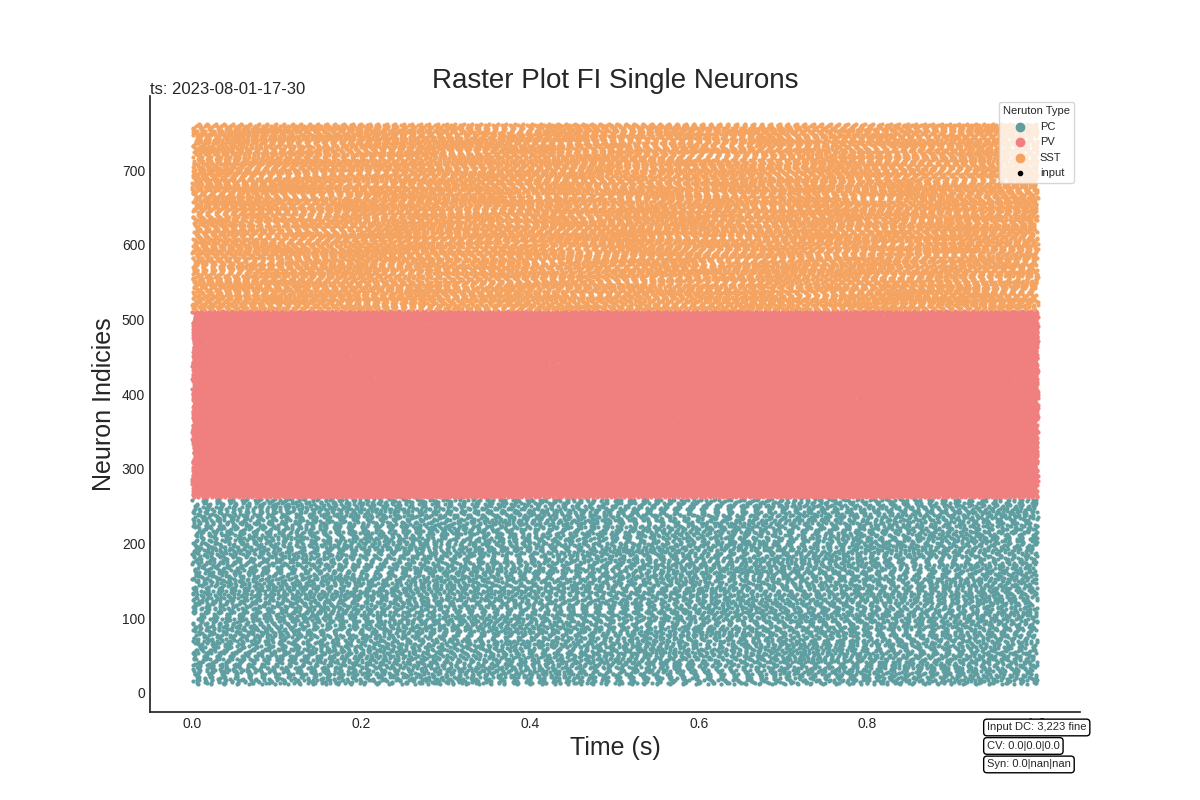 Raster Plot FI Single Neurons
ts: 2023-08-01-17-30
Neruton Type
PC
PV
SST
input
Neuron Indicies
700
600
500
400
300
200
100
0
0.0 0.2 0.4 0.6 0.8
Time (s)
Input DC: 3,223 fine
CV: 0.0|0.0|0.0
Syn: 0.0|nan|nan